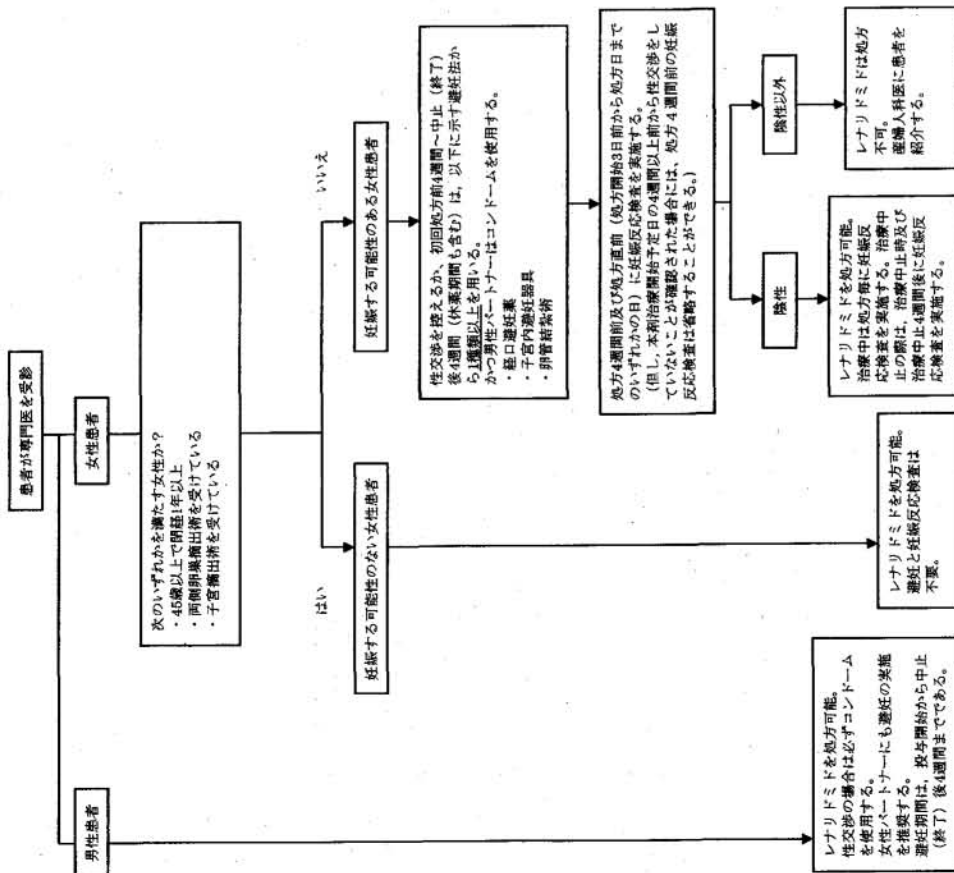 患者が専門医を受診
男性患者
女性患者
次のいずれかを満たす女性か?
・45歳以上で閉経1年以上
・両側卵巣摘出術を受けている
・子宮摘出術を受けている
はい
いいえ
妊娠する可能性のない女性患者
妊娠する可能性のある女性患者
性交渉を控えるか、初回処方前4週間~中止(終了)
後4週間(休薬期間も含む)は、以下に示す避妊法か
ら1種類以上を用いる。
かつ男性パートナーはコンドームを使用する。
・経口避妊薬
・子宮内避妊器具
・卵管結紮術
処方4週間前及び処方直前(処方開始3日前から処方日まで
のいずれかの日)に妊娠反応検査を実施する。
(但し、本剤治療開始予定日の4週間以上前から性交渉をし
ていないことが確認された場合には、処方4週間前の妊娠
反応検査は省略することができる。)
陰性
陰性以外
レナリドミドを処方可能。
性交渉の場合は必ずコンドーム
を使用する。
女性パートナーにも避妊の実施
を推奨する。
避妊期間は、投与開始から中止
(終了)後4週間までである。
レナリドミドを処方可能。
避妊と妊娠反応検査は
不要。
レナリドミドを処方可能。
治療中は処方毎に妊娠反
応検査を実施する。治療中
止の際は、治療中止時及び
治療中止4週間後に妊娠反
応検査を実施する。
レナリドミドは処方
不可。
産婦人科医に患者を
紹介する。